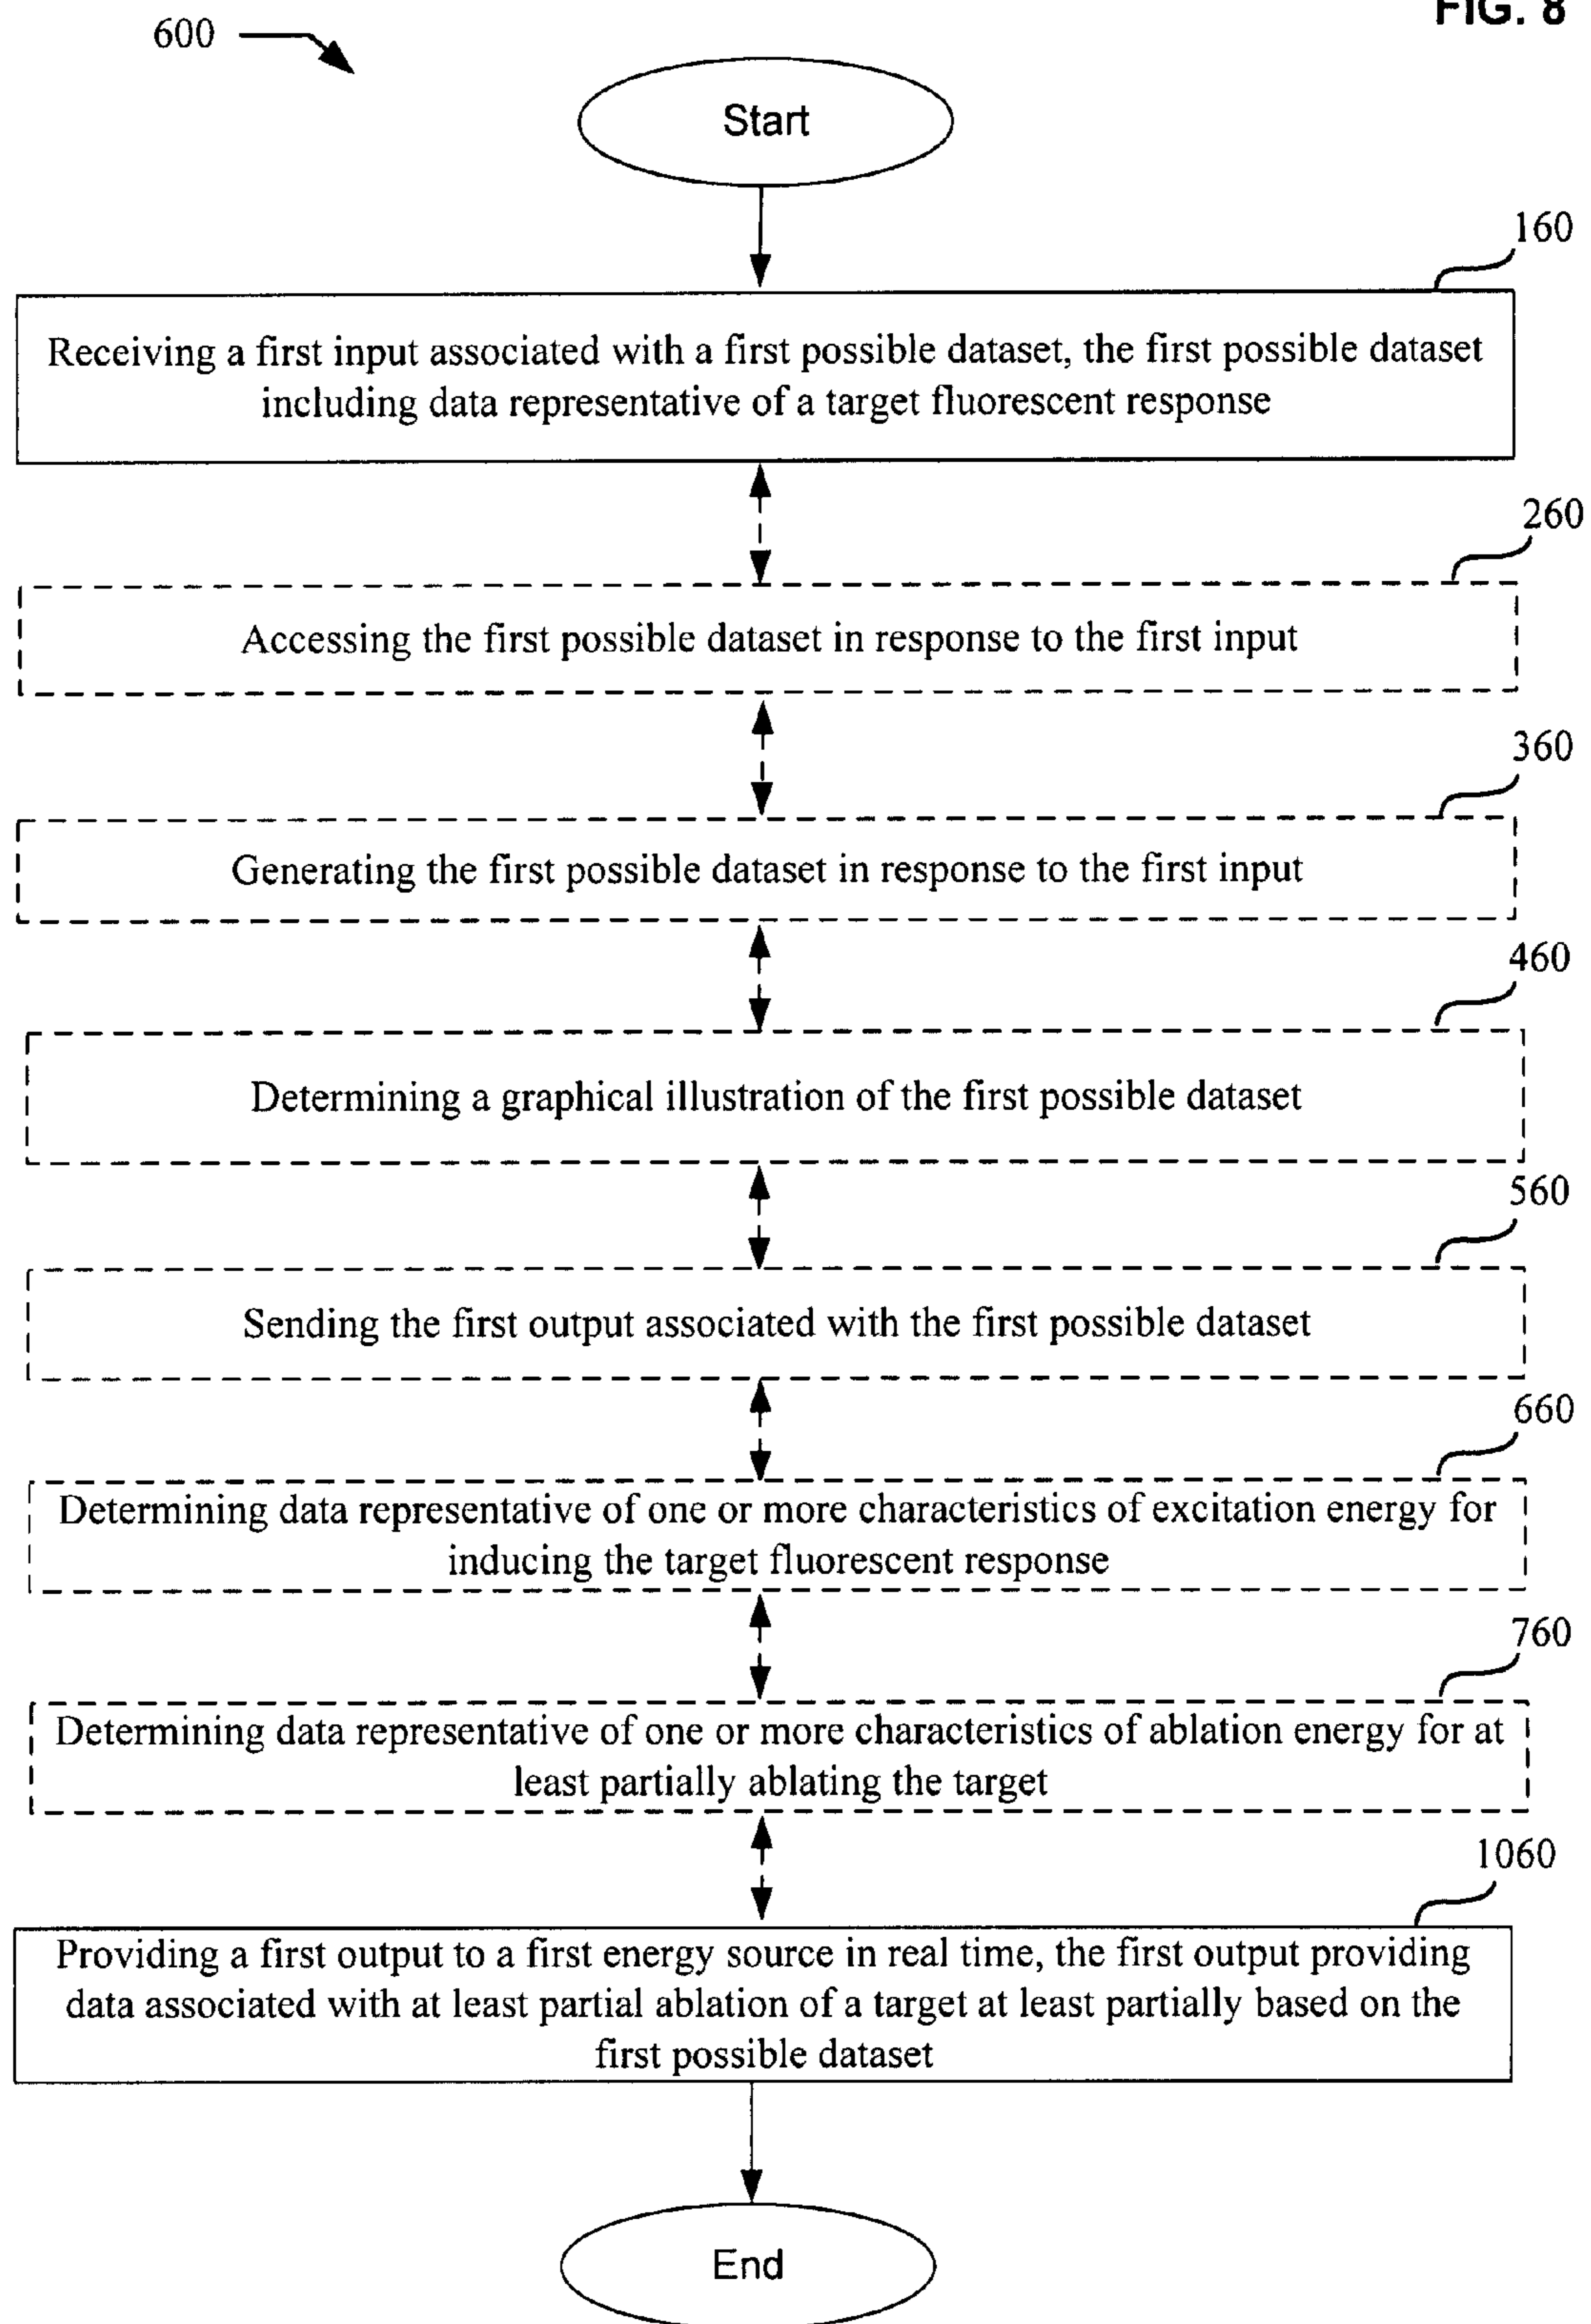 FIG. 8
600
Start
160
Receiving a first input associated with a first possible dataset, the first possible dataset
including data representative of a target fluorescent response
260
Accessing the first possible dataset in response to the first input
360
Generating the first possible dataset in response to the first input
460
Determining a graphical illustration of the first possible dataset
560
Sending the first output associated with the first possible dataset
660
Determining data representative of one or more characteristics of excitation energy for
inducing the target fluorescent response
760
Determining data representative of one or more characteristics of ablation energy for at
least partially ablating the target
1060
Providing a first output to a first energy source in real time, the first output providing
data associated with at least partial ablation of a target at least partially based on the
first possible dataset
End